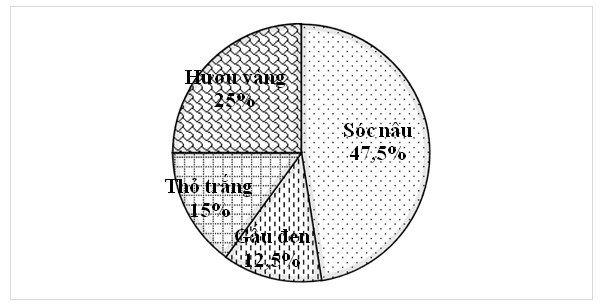 Hươu vàng
25%
Sóc nâu
47,5%
Thỏ trắng
15%
Gấu đen
12,5%